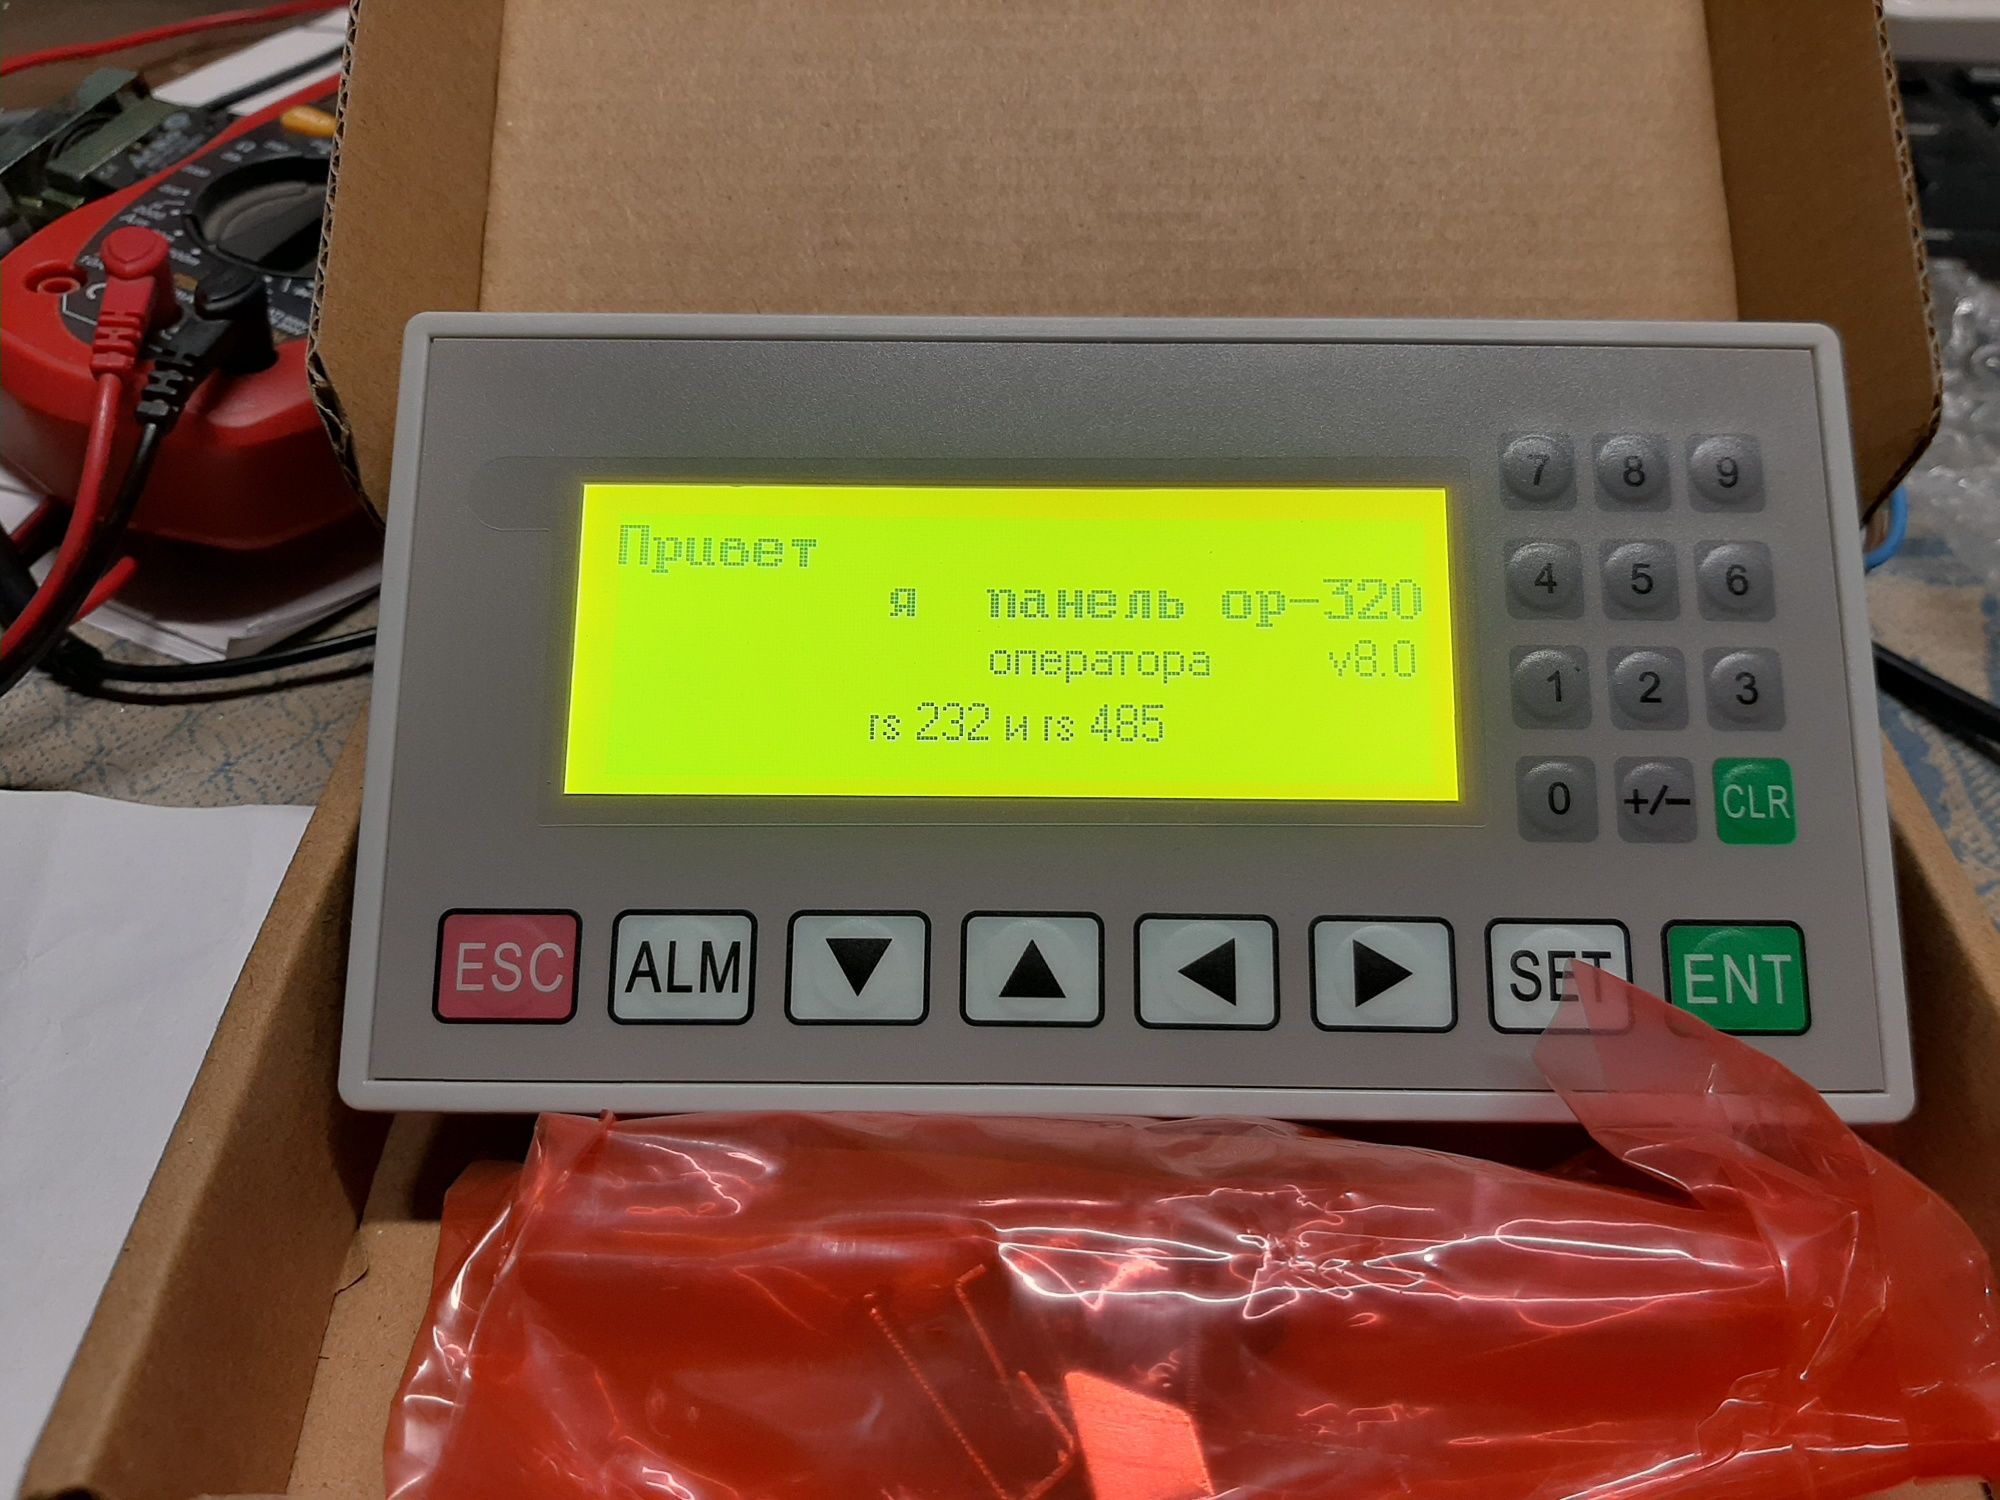 Привет
я панель op-320
оператора v8.0
rs 232 и rs 485
7 8 9
4 5 6
1 2 3
0 +/- CLR
ESC ALM ▼ ▲ ◀ ▶ SET ENT